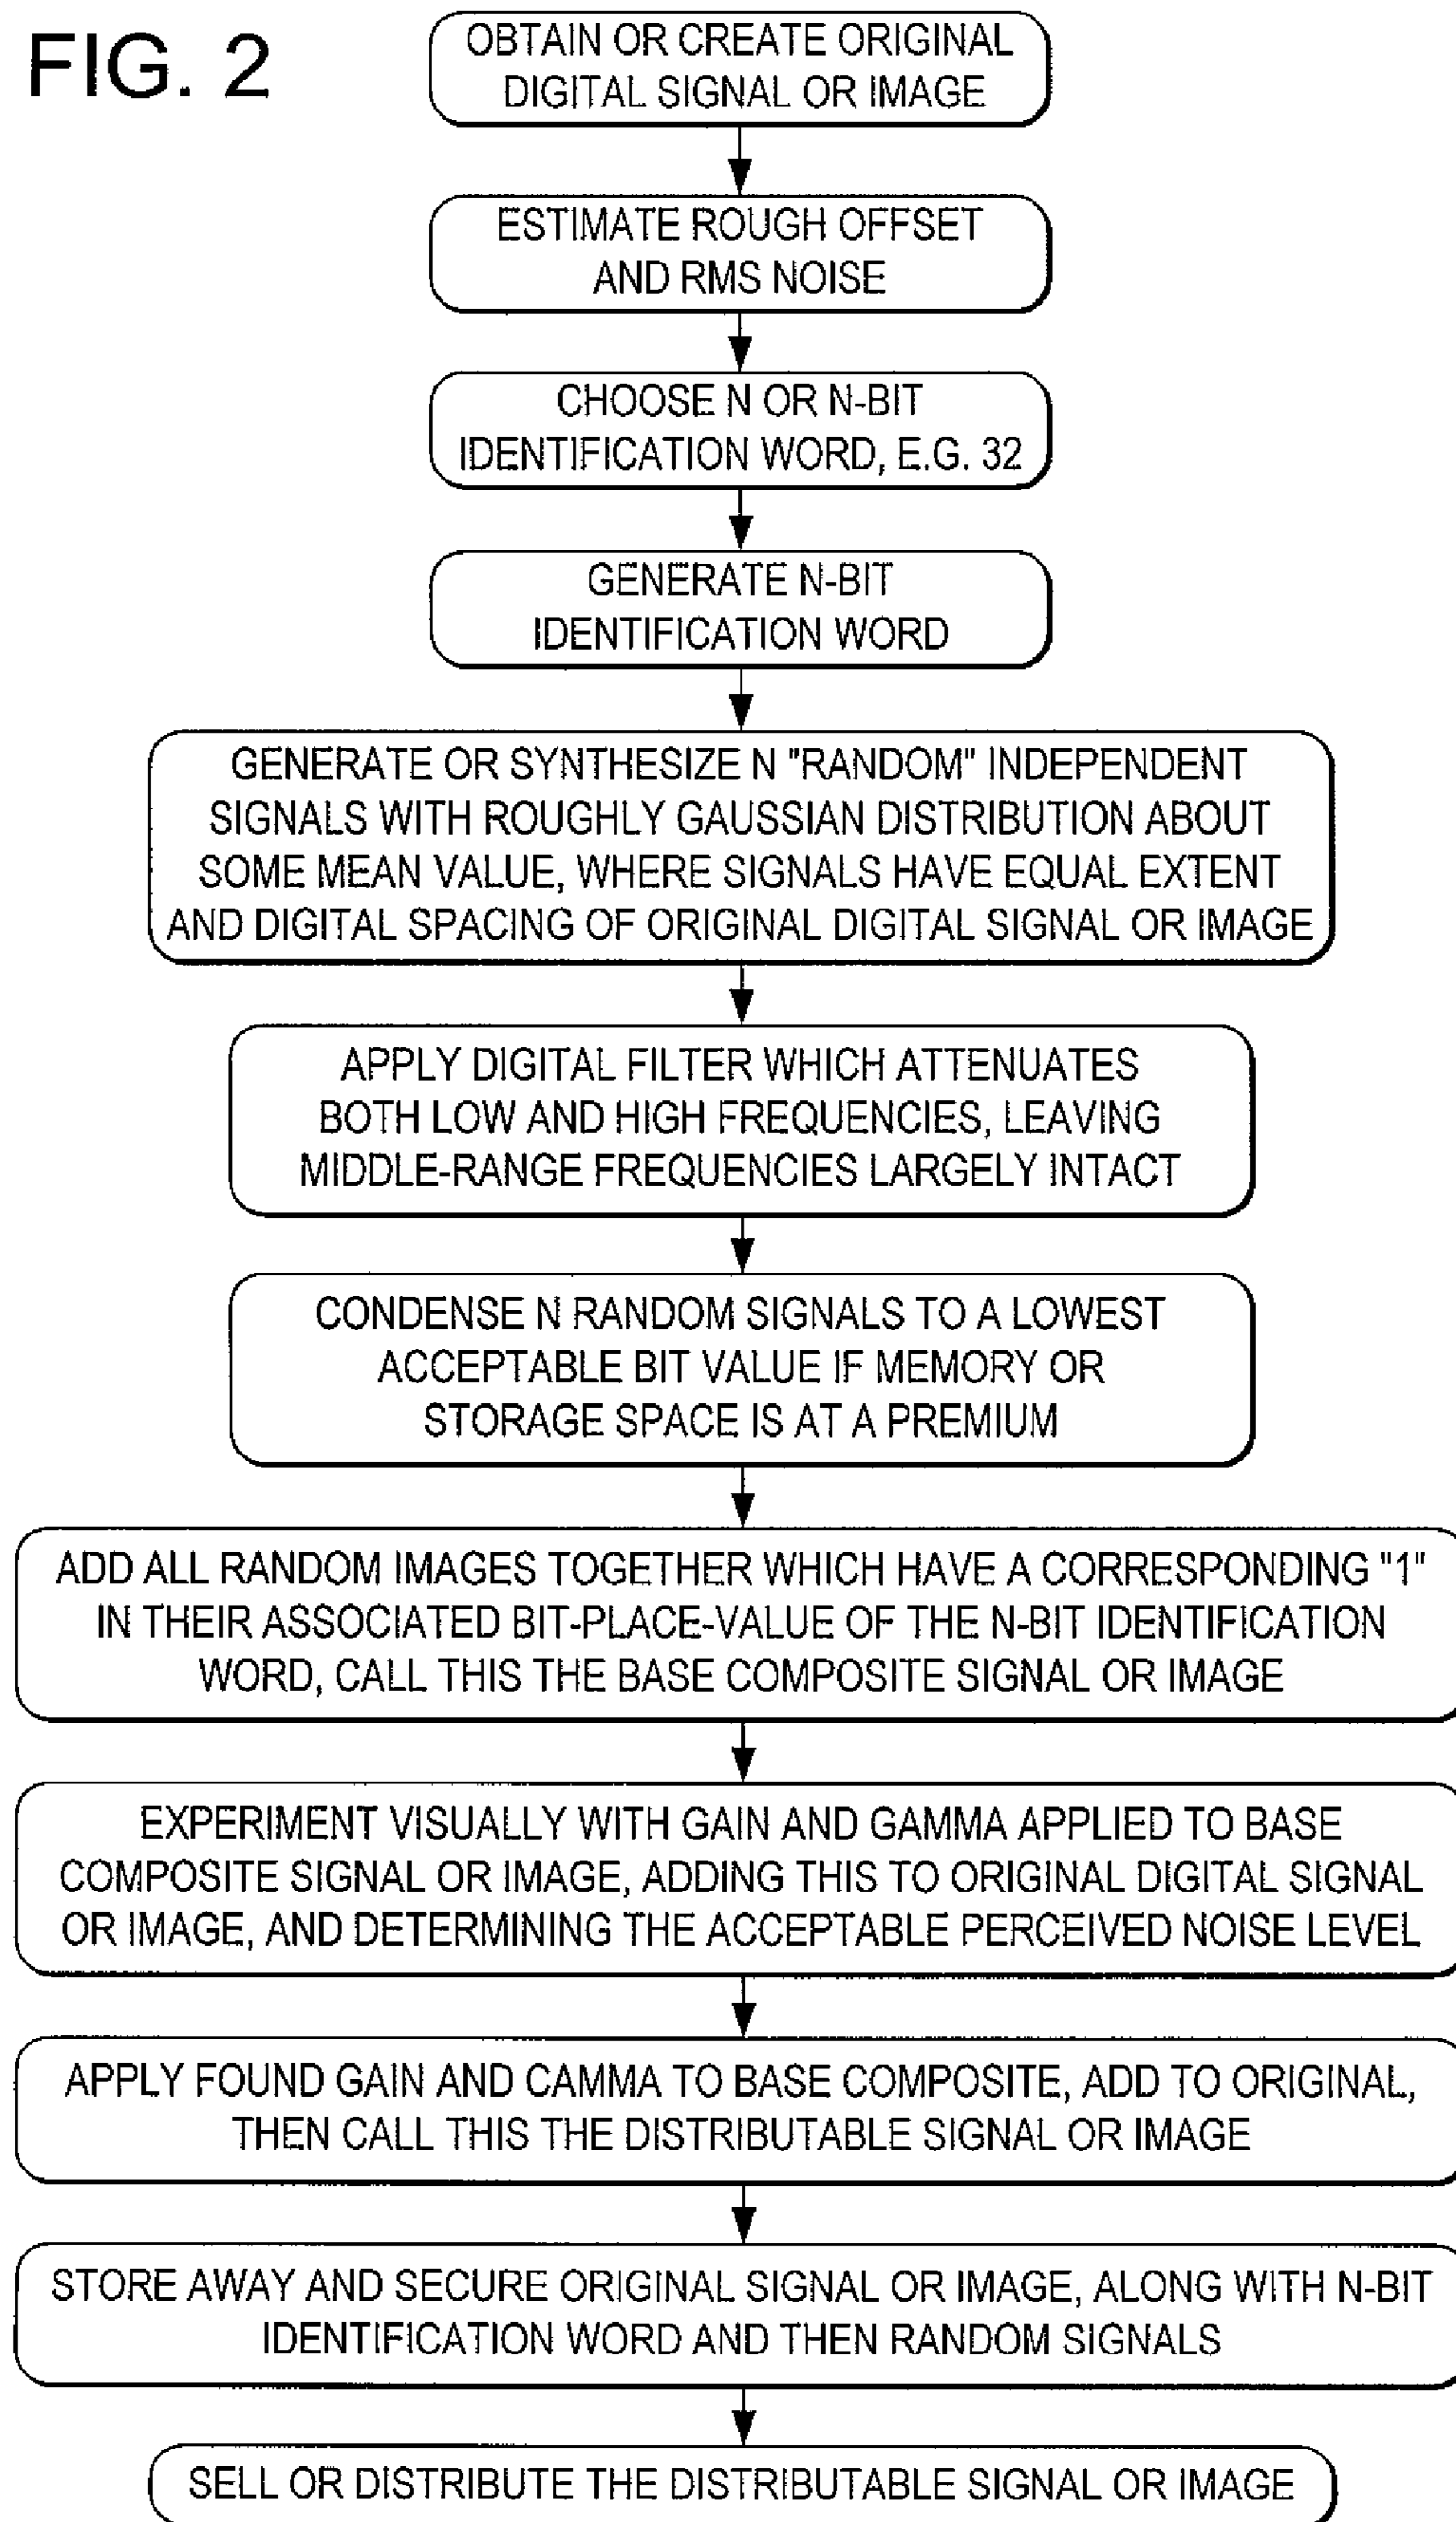 FIG. 2
OBTAIN OR CREATE ORIGINAL
DIGITAL SIGNAL OR IMAGE
ESTIMATE ROUGH OFFSET
AND RMS NOISE
CHOOSE N OR N-BIT
IDENTIFICATION WORD, E.G. 32
GENERATE N-BIT
IDENTIFICATION WORD
GENERATE OR SYNTHESIZE N "RANDOM" INDEPENDENT
SIGNALS WITH ROUGHLY GAUSSIAN DISTRIBUTION ABOUT
SOME MEAN VALUE, WHERE SIGNALS HAVE EQUAL EXTENT
AND DIGITAL SPACING OF ORIGINAL DIGITAL SIGNAL OR IMAGE
APPLY DIGITAL FILTER WHICH ATTENUATES
BOTH LOW AND HIGH FREQUENCIES, LEAVING
MIDDLE-RANGE FREQUENCIES LARGELY INTACT
CONDENSE N RANDOM SIGNALS TO A LOWEST
ACCEPTABLE BIT VALUE IF MEMORY OR
STORAGE SPACE IS AT A PREMIUM
ADD ALL RANDOM IMAGES TOGETHER WHICH HAVE A CORRESPONDING "1"
IN THEIR ASSOCIATED BIT-PLACE-VALUE OF THE N-BIT IDENTIFICATION
WORD, CALL THIS THE BASE COMPOSITE SIGNAL OR IMAGE
EXPERIMENT VISUALLY WITH GAIN AND GAMMA APPLIED TO BASE
COMPOSITE SIGNAL OR IMAGE, ADDING THIS TO ORIGINAL DIGITAL SIGNAL
OR IMAGE, AND DETERMINING THE ACCEPTABLE PERCEIVED NOISE LEVEL
APPLY FOUND GAIN AND CAMMA TO BASE COMPOSITE, ADD TO ORIGINAL,
THEN CALL THIS THE DISTRIBUTABLE SIGNAL OR IMAGE
STORE AWAY AND SECURE ORIGINAL SIGNAL OR IMAGE, ALONG WITH N-BIT
IDENTIFICATION WORD AND THEN RANDOM SIGNALS
SELL OR DISTRIBUTE THE DISTRIBUTABLE SIGNAL OR IMAGE